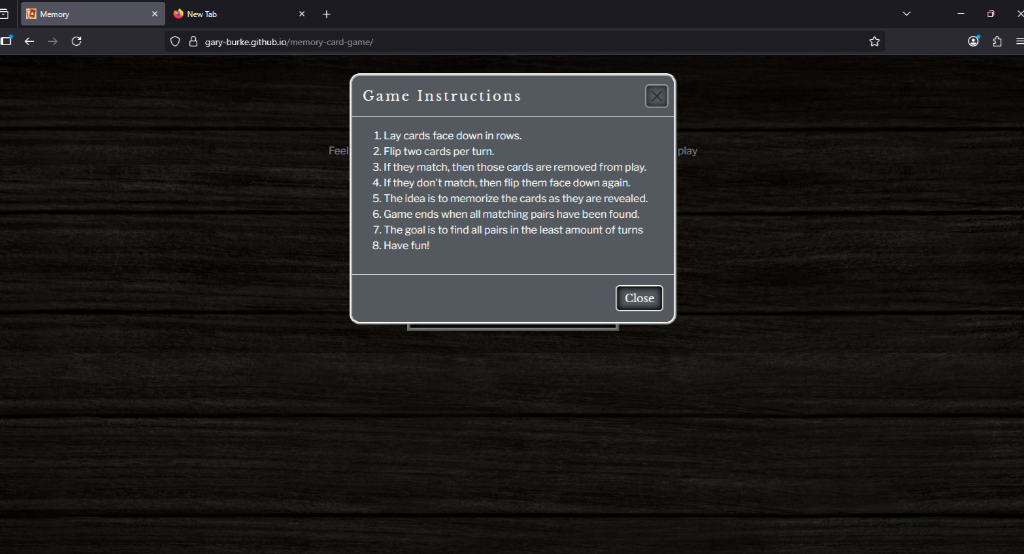 Memory
New Tab
gary-burke.github.io/memory-card-game/
Game Instructions
Feel
play
1. Lay cards face down in rows.
2. Flip two cards per turn.
3. If they match, then those cards are removed from play.
4. If they don't match, then flip them face down again.
5. The idea is to memorize the cards as they are revealed.
6. Game ends when all matching pairs have been found.
7. The goal is to find all pairs in the least amount of turns
8. Have fun!
Close